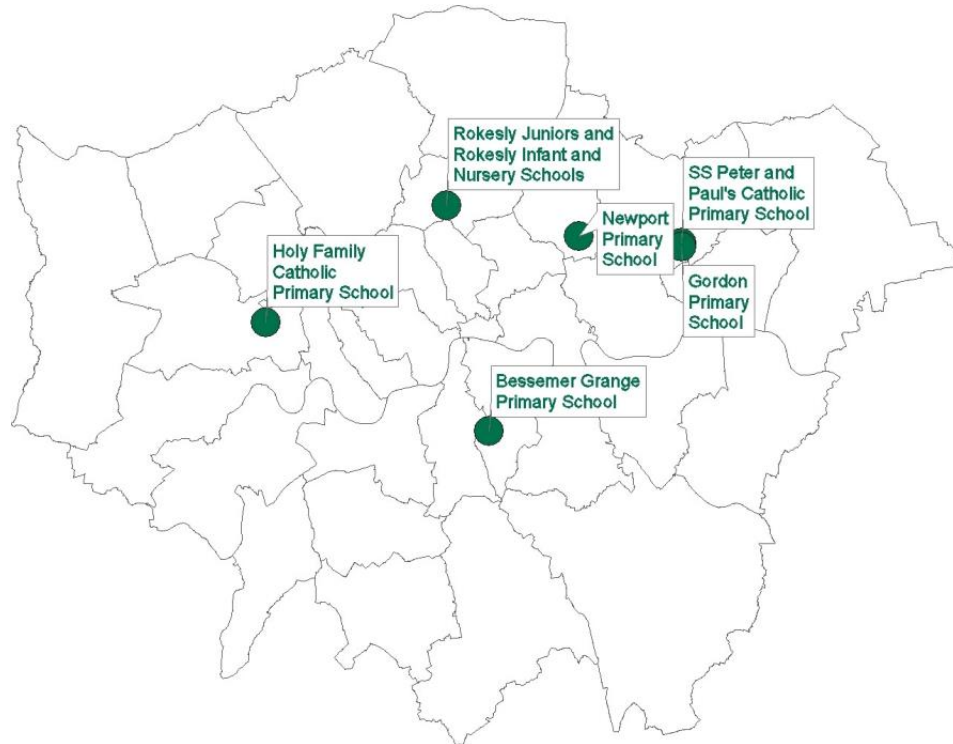 Rokesly Juniors and
Rokesly Infant and
Nursery Schools
SS Peter and
Paul's Catholic
Primary School
Newport
Primary
School
Holy Family
Catholic
Primary School
Gordon
Primary
School
Bessemer Grange
Primary School